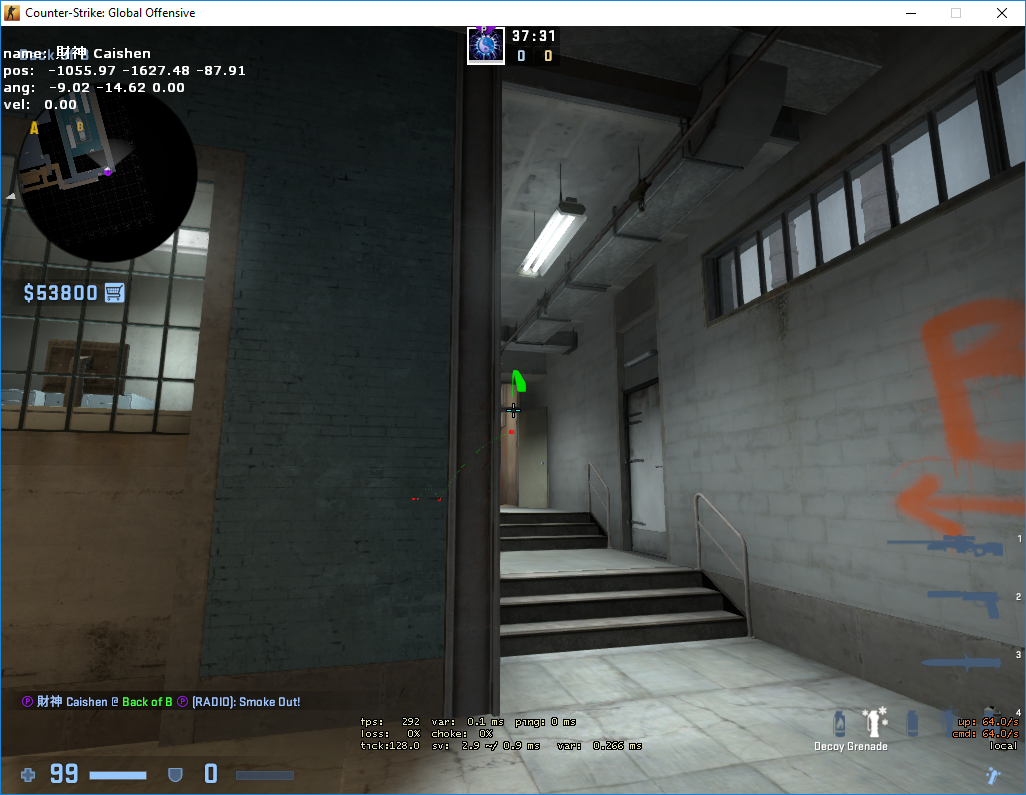 Counter-Strike: Global Offensive
37:31
0 0
name: 財神 Caishen
pos: -1055.97 -1627.48 -87.91
ang: -9.02 -14.62 0.00
vel: 0.00
A
B
$53800
B
1
2
3
4
Ⓟ 財神 Caishen @ Back of B Ⓟ (RADIO): Smoke Out!
fps: 292 var: 0.1 ms ping: 0 ms
loss: 0% choke: 0%
tick:128.0 sv: 2.9 ~/ 0.9 ms var: 0.266 ms
up: 64.0/s
cmd: 64.0/s
local
Decoy Grenade
99
0